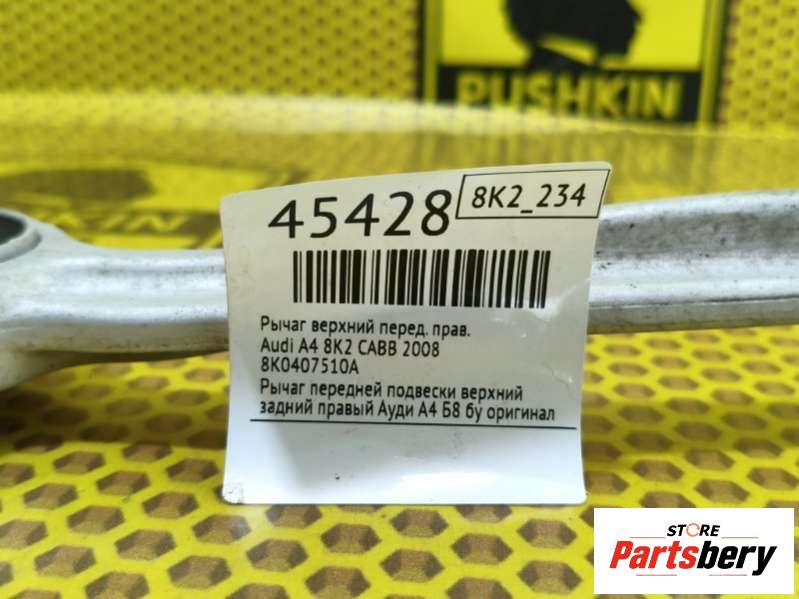 PUSHKIN
45428
8K2_234
Рычаг верхний перед. прав.
Audi A4 8K2 CABB 2008
8K0407510A
Рычаг передней подвески верхний
задний правый Ауди А4 Б8 бу оригинал
STORE
Partsbery